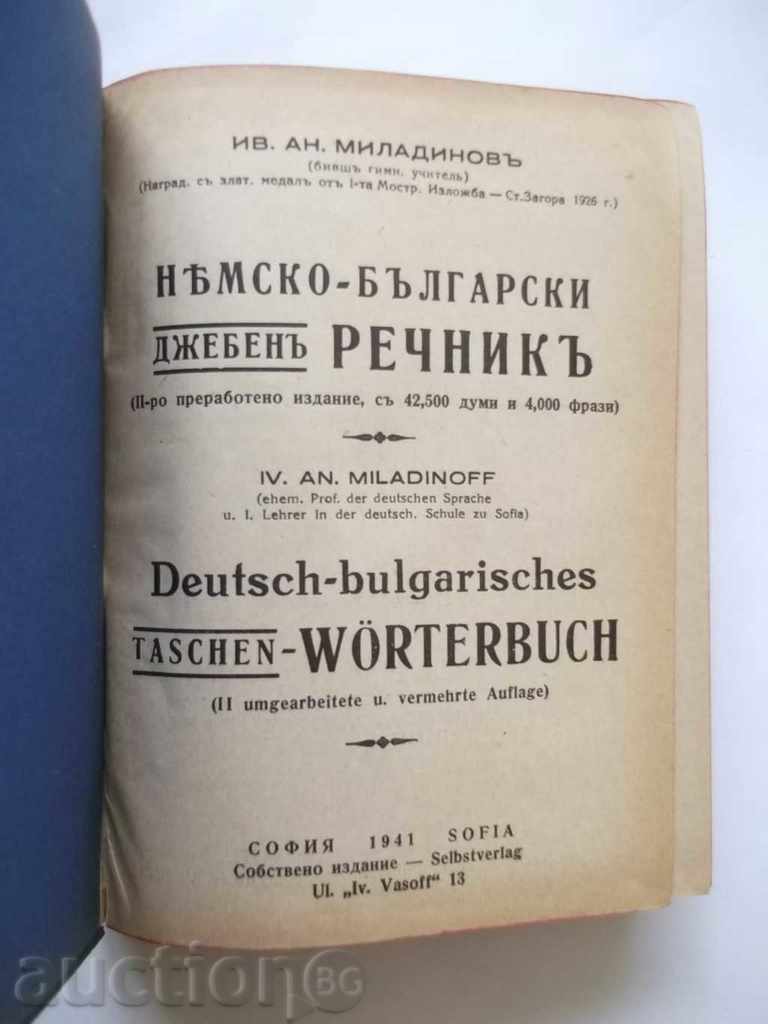 ИВ. АН. МИЛАДИНОВЪ
(бившъ гимн. учитель)
(Наград. съ злат. медалъ отъ I-та Мостр. Изложба — Ст.Загора 1926 г.)
НѢМСКО-БЪЛГАРСКИ
ДЖЕБЕНЪ РЕЧНИКЪ
(II-ро преработено издание, съ 42,500 думи и 4,000 фрази)
IV. AN. MILADINOFF
(ehem. Prof. der deutschen Sprache
u. I. Lehrer in der deutsch. Schule zu Sofia)
Deutsch-bulgarisches
TASCHEN-WÖRTERBUCH
(II umgearbeitete u. vermehrte Auflage)
СОФИЯ 1941 SOFIA
Собствено издание — Selbstverlag
Ul. „Iv. Vasoff" 13
auction BG